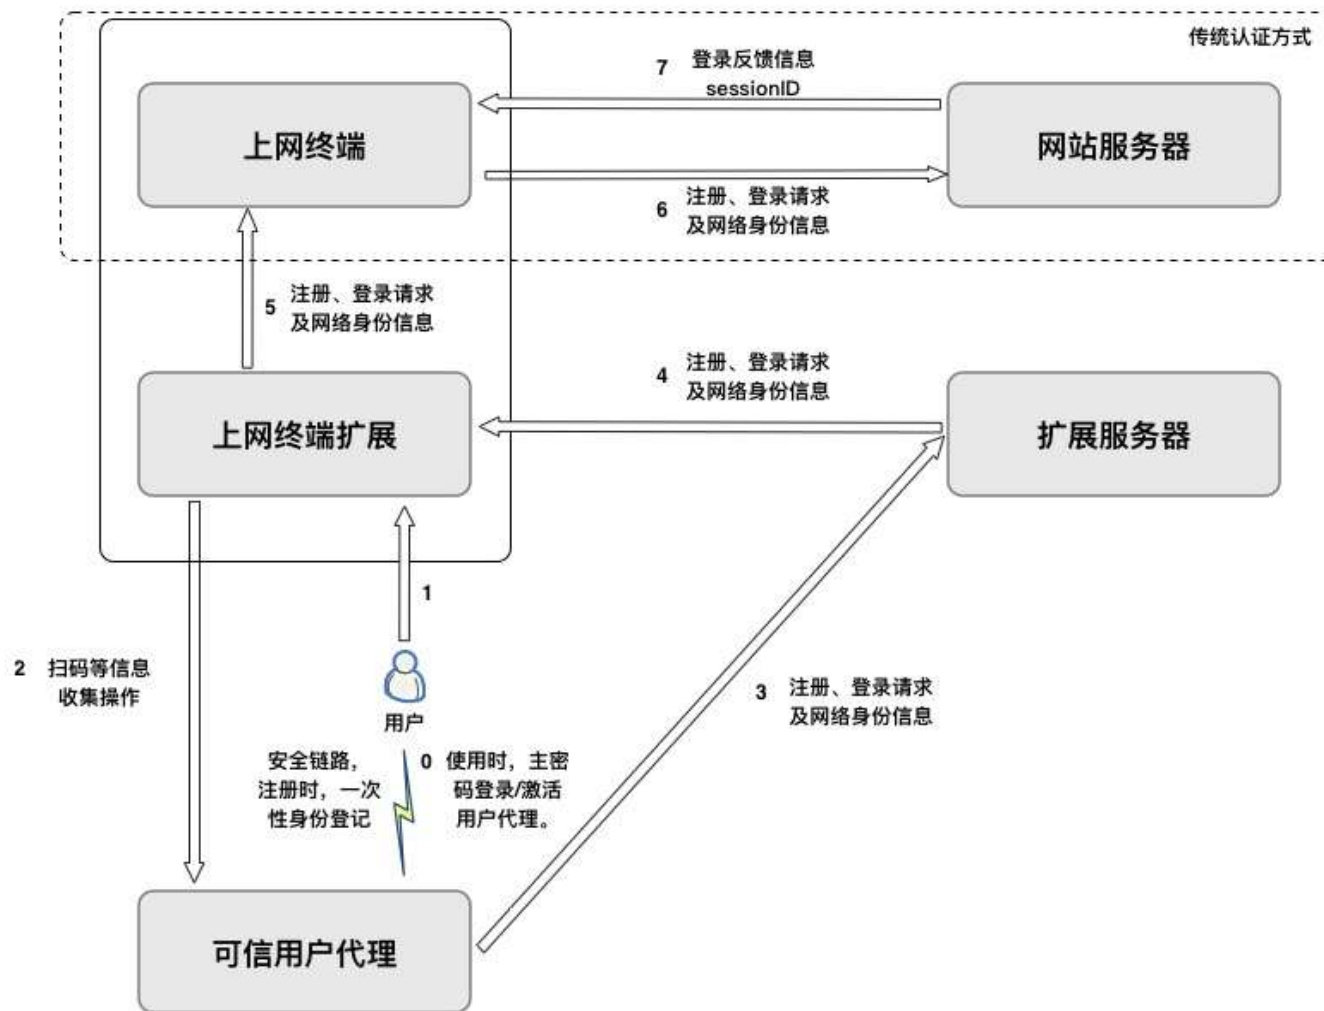 传统认证方式
7 登录反馈信息
sessionID
上网终端
网站服务器
6 注册、登录请求
及网络身份信息
5 注册、登录请求
及网络身份信息
4 注册、登录请求
及网络身份信息
上网终端扩展
扩展服务器
1
2 扫码等信息
收集操作
3 注册、登录请求
及网络身份信息
用户
安全链路，
注册时，一次
性身份登记
0 使用时，主密
码登录/激活
用户代理。
可信用户代理